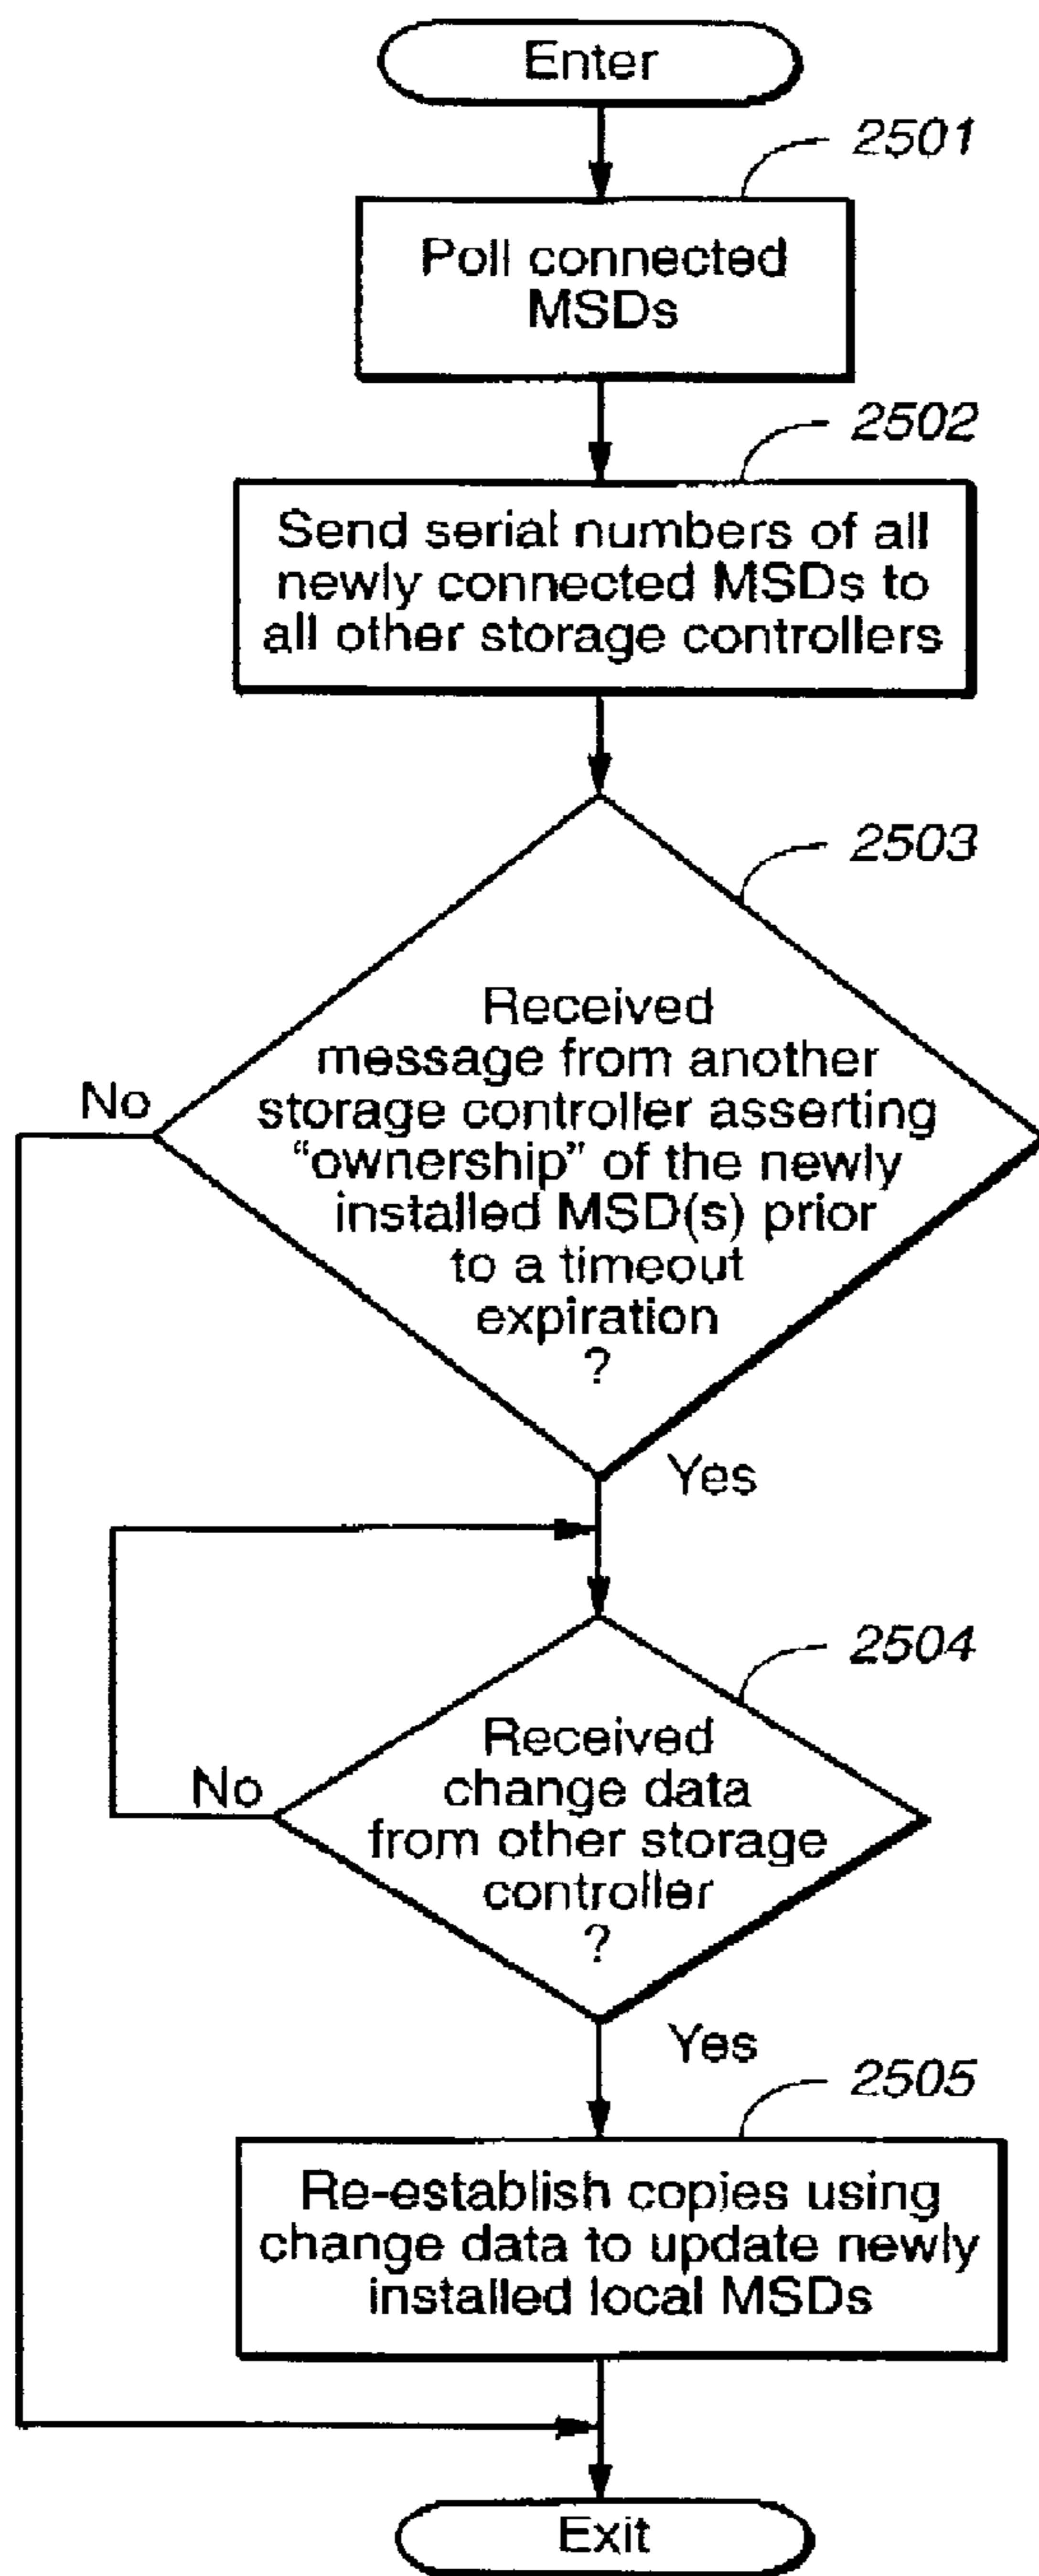 Enter
2501
Poll connected
MSDs
2502
Send serial numbers of all
newly connected MSDs to
all other storage controllers
2503
Received
message from another
storage controller asserting
“ownership” of the newly
installed MSD(s) prior
to a timeout
expiration
?
No
Yes
2504
Received
change data
from other storage
controller
?
No
Yes
2505
Re-establish copies using
change data to update newly
installed local MSDs
Exit